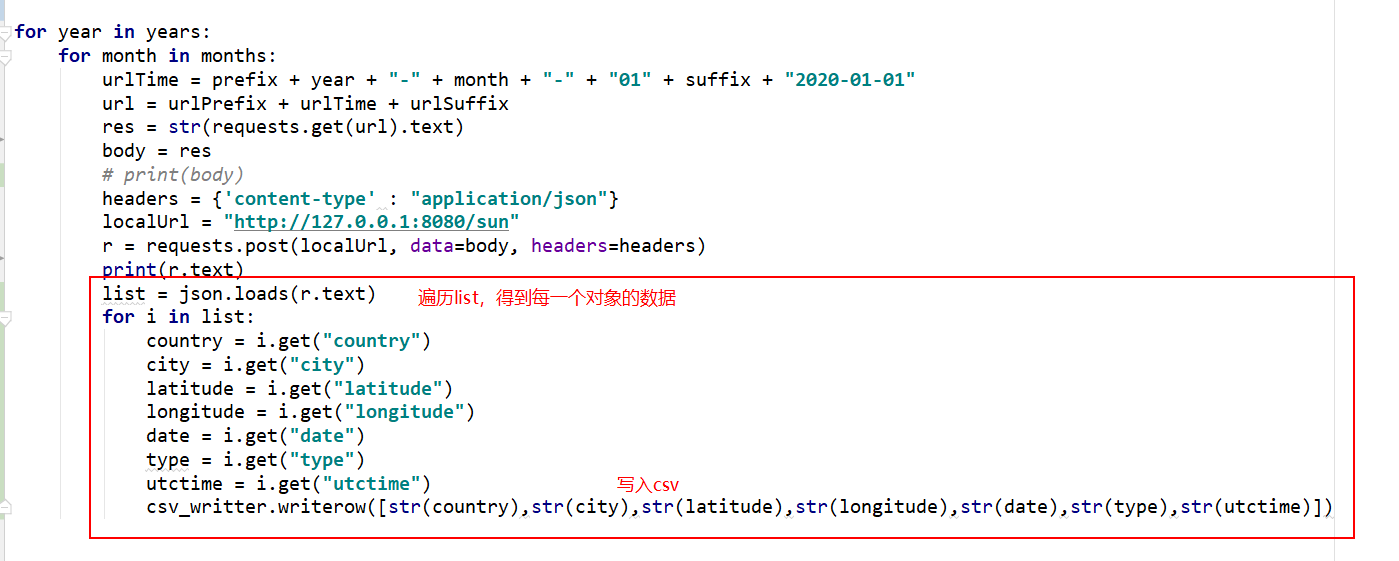 for year in years:
for month in months:
urlTime = prefix + year + "-" + month + "-" + "01" + suffix + "2020-01-01"
url = urlPrefix + urlTime + urlSuffix
res = str(requests.get(url).text)
body = res
# print(body)
headers = {'content-type' : "application/json"}
localUrl = "http://127.0.0.1:8080/sun"
r = requests.post(localUrl, data=body, headers=headers)
print(r.text)
list = json.loads(r.text) 遍历list，得到每一个对象的数据
for i in list:
country = i.get("country")
city = i.get("city")
latitude = i.get("latitude")
longitude = i.get("longitude")
date = i.get("date")
type = i.get("type")
utctime = i.get("utctime") 写入csv
csv_writter.writerow([str(country),str(city),str(latitude),str(longitude),str(date),str(type),str(utctime)])